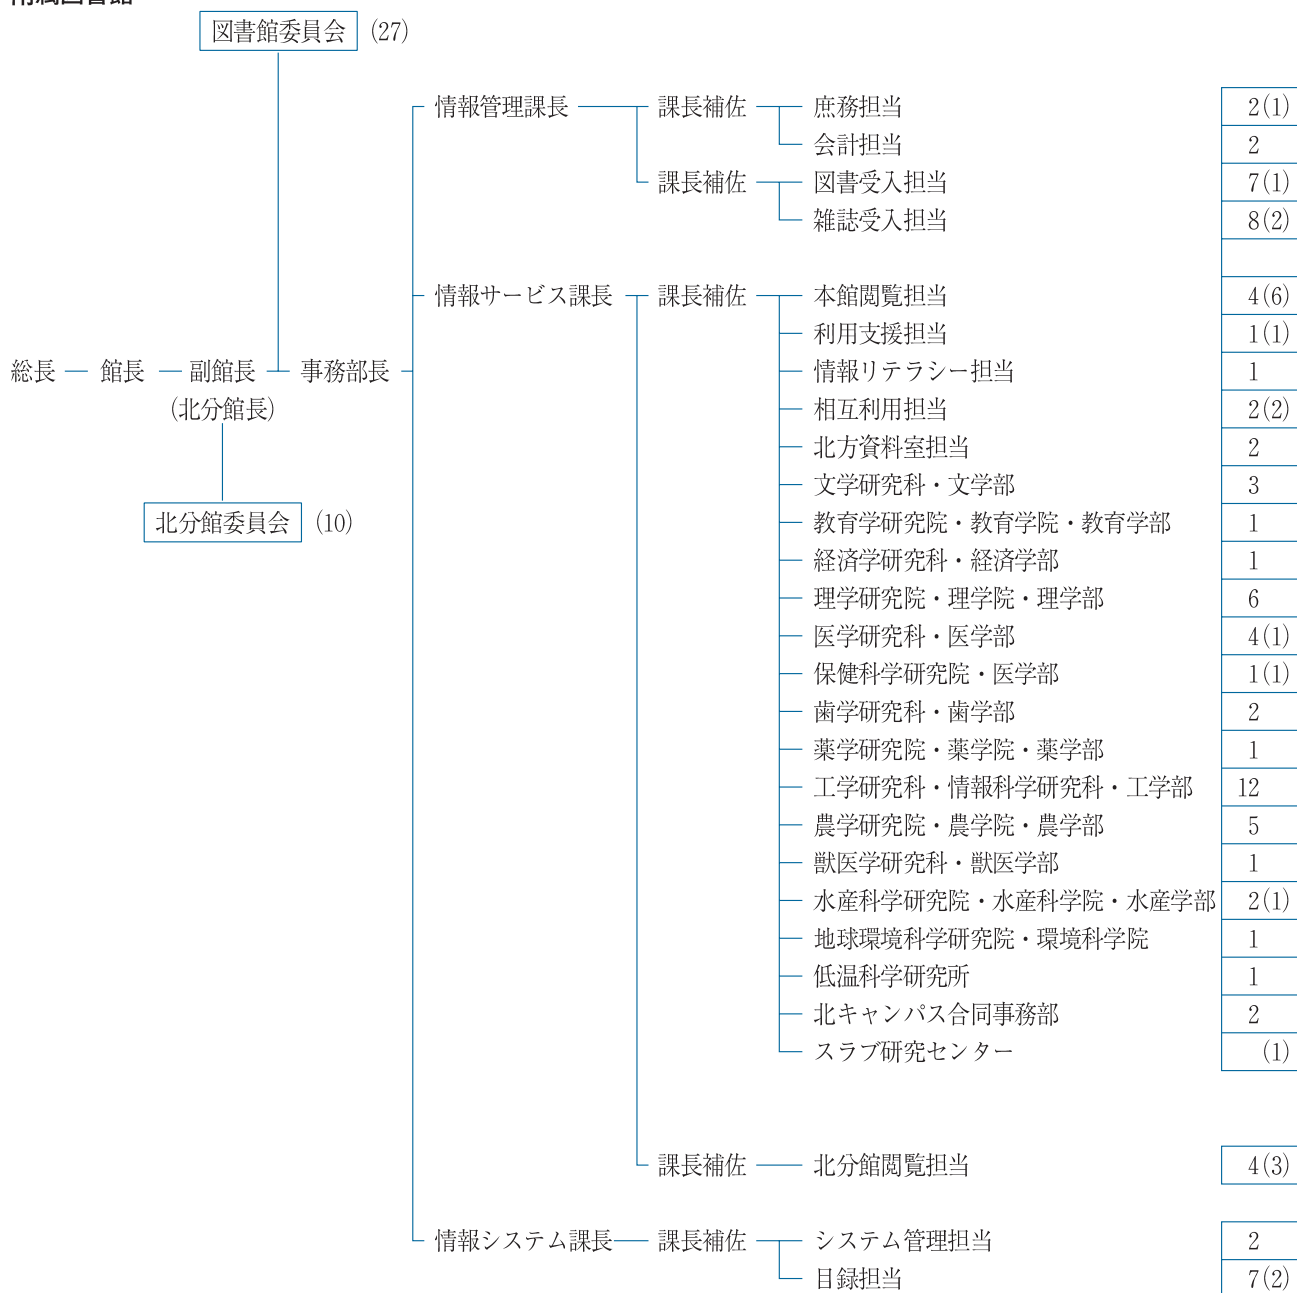 図書館委員会 (27)
情報管理課長 課長補佐 庶務担当 2(1)
会計担当 2
課長補佐 図書受入担当 7(1)
雑誌受入担当 8(2)
情報サービス課長 課長補佐 本館閲覧担当 4(6)
利用支援担当 1(1)
総長 館長 副館長 事務部長 情報リテラシー担当 1
(北分館長) 相互利用担当 2(2)
北方資料室担当 2
文学研究科・文学部 3
北分館委員会 (10) 教育学研究院・教育学院・教育学部 1
経済学研究科・経済学部 1
理学研究院・理学院・理学部 6
医学研究科・医学部 4(1)
保健科学研究院・医学部 1(1)
歯学研究科・歯学部 2
薬学研究院・薬学院・薬学部 1
工学研究科・情報科学研究科・工学部 12
農学研究院・農学院・農学部 5
獣医学研究科・獣医学部 1
水産科学研究院・水産科学院・水産学部 2(1)
地球環境科学研究院・環境科学院 1
低温科学研究所 1
北キャンパス合同事務部 2
スラブ研究センター (1)
課長補佐 北分館閲覧担当 4(3)
情報システム課長 課長補佐 システム管理担当 2
目録担当 7(2)